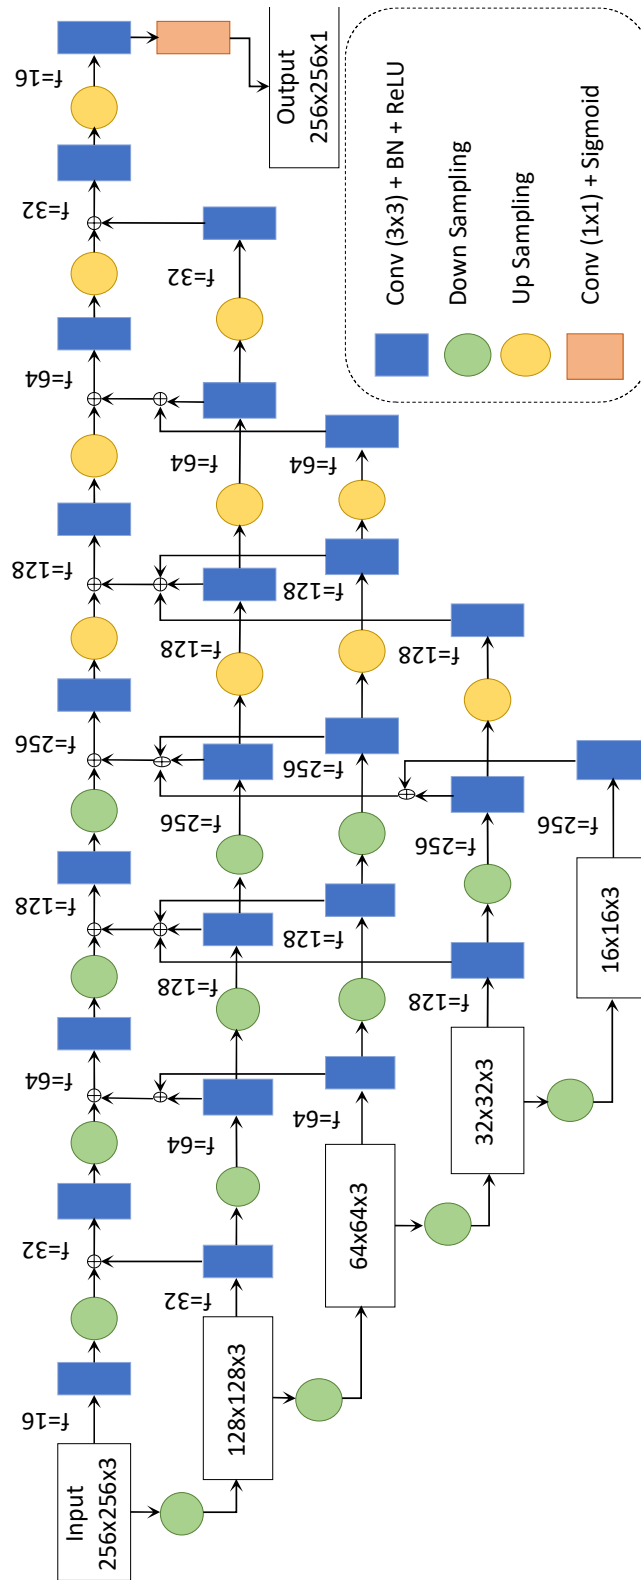 Input
256x256x3
f=16
f=32
f=64
f=128
f=256
f=128
f=64
f=32
f=16
Output
256x256x1
128x128x3
f=32
f=64
f=128
f=256
f=128
f=64
f=32
64x64x3
f=64
f=128
f=256
f=128
f=64
32x32x3
f=128
f=256
f=128
16x16x3
f=256
Conv (3x3) + BN + ReLU
Down Sampling
Up Sampling
Conv (1x1) + Sigmoid